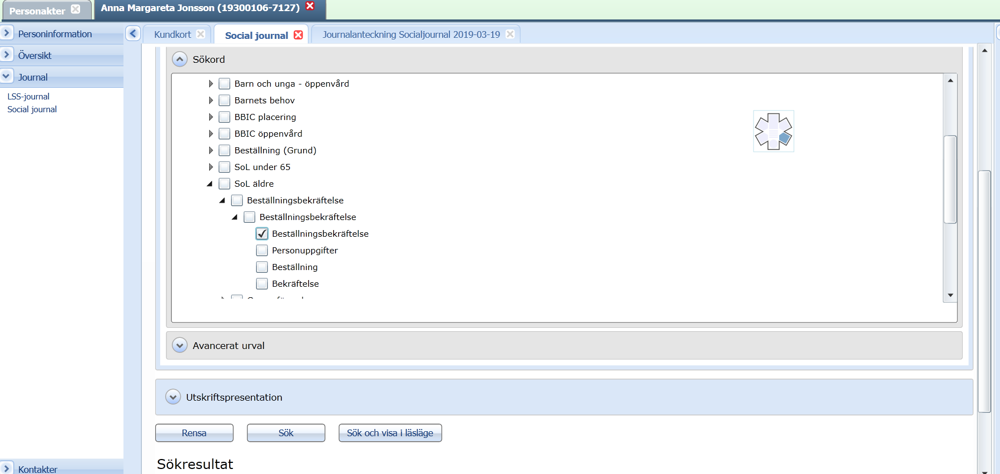 Personakter
Anna Margareta Jonsson (19300106-7127)
Personinformation
Översikt
Journal
LSS-journal
Social journal
Kontakter
Kundkort
Social journal
Journalanteckning Socialjournal 2019-03-19
Sökord
Barn och unga - öppenvård
Barnets behov
BBIC placering
BBIC öppenvård
Beställning (Grund)
SoL under 65
SoL äldre
Beställningsbekräftelse
Beställningsbekräftelse
Beställningsbekräftelse
Personuppgifter
Beställning
Bekräftelse
Avancerat urval
Utskriftspresentation
Rensa
Sök
Sök och visa i läsläge
Sökresultat